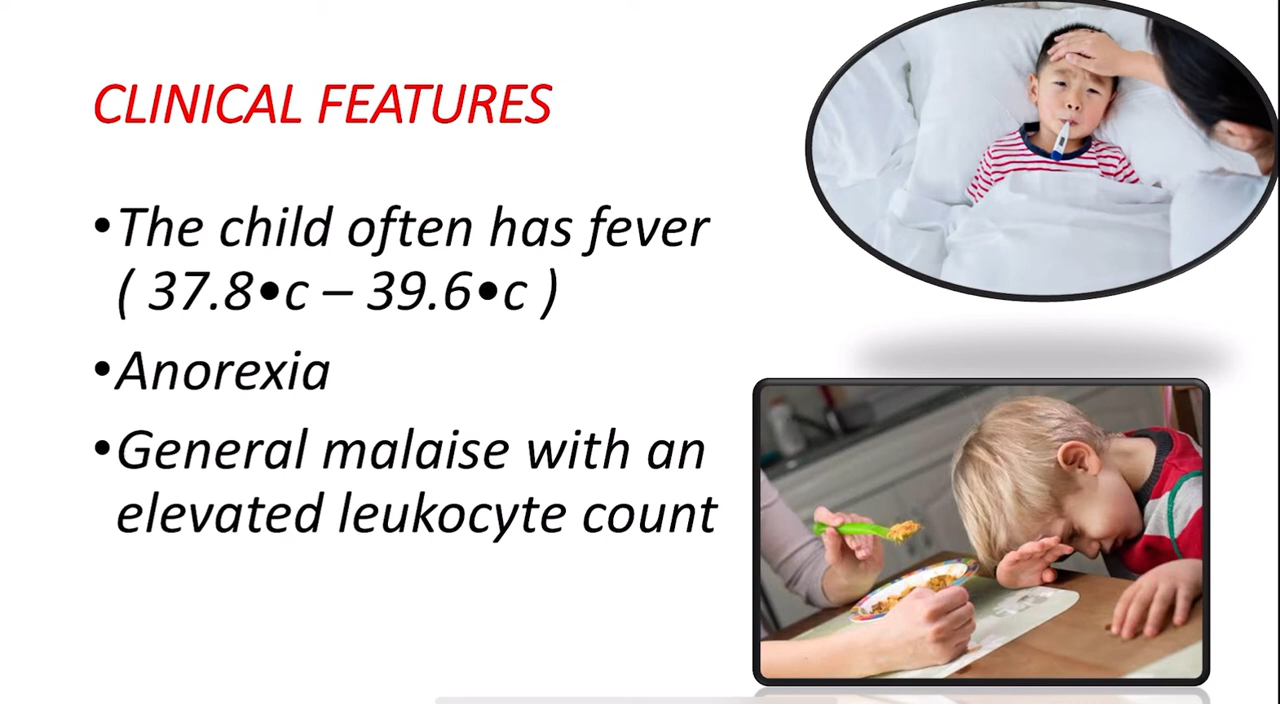 CLINICAL FEATURES
•The child often has fever
( 37.8•c – 39.6•c )
•Anorexia
•General malaise with an
elevated leukocyte count